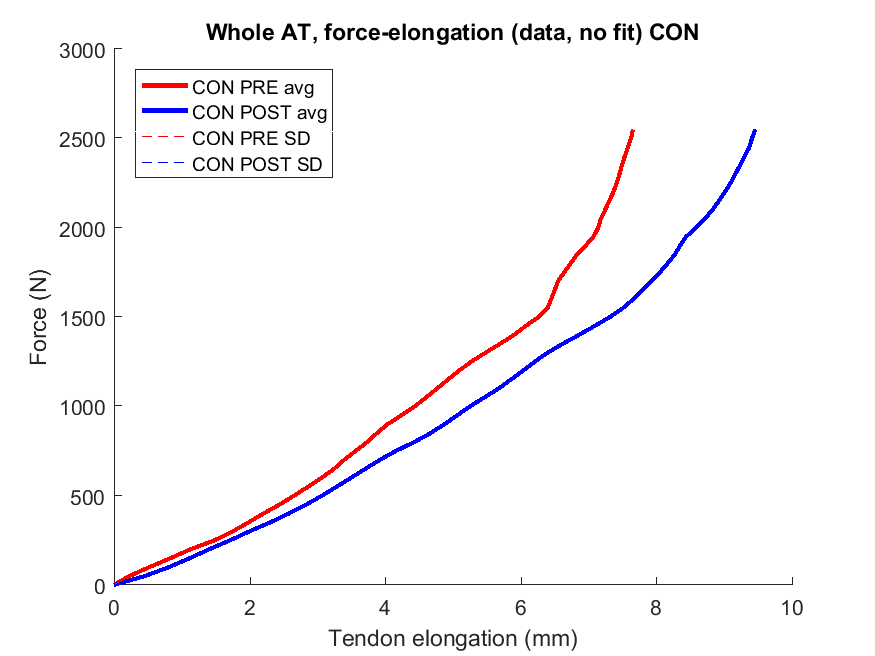 Whole AT, force-elongation (data, no fit) CON
3000
CON PRE avg
CON POST avg
CON PRE SD
CON POST SD
2500
2000
1500
1000
500
0
Force (N)
0 2 4 6 8 10
Tendon elongation (mm)